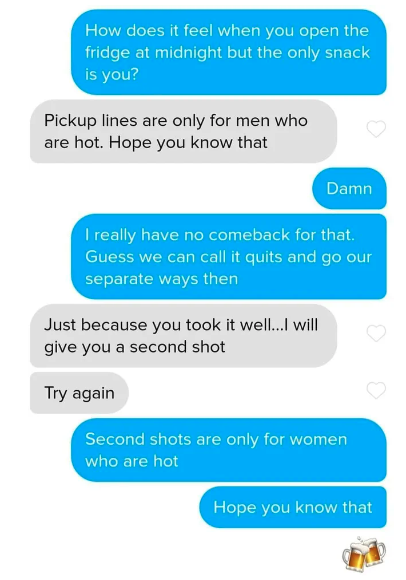 How does it feel when you open the
fridge at midnight but the only snack
is you?
Pickup lines are only for men who
are hot. Hope you know that
Damn
I really have no comeback for that.
Guess we can call it quits and go our
separate ways then
Just because you took it well...I will
give you a second shot
Try again
Second shots are only for women
who are hot
Hope you know that